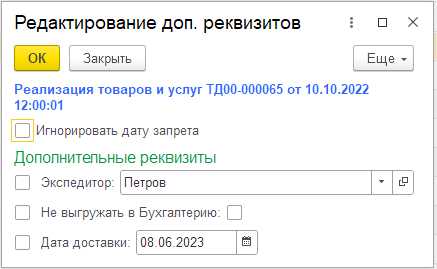 Редактирование доп. реквизитов
ОК Закрыть Еще
Реализация товаров и услуг ТД00-000065 от 10.10.2022
12:00:01
Игнорировать дату запрета
Дополнительные реквизиты
Экспедитор: Петров
Не выгружать в Бухгалтерию:
Дата доставки: 08.06.2023